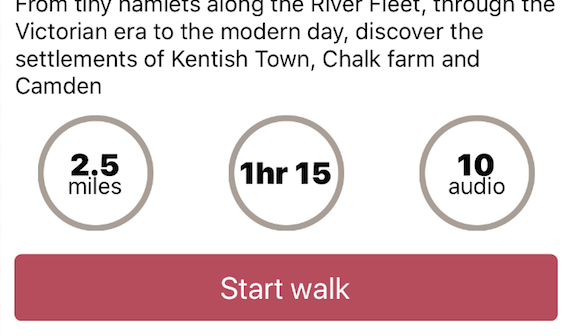 From tiny hamlets along the River Fleet, through the
Victorian era to the modern day, discover the
settlements of Kentish Town, Chalk farm and
Camden
2.5
miles
1hr 15
10
audio
Start walk